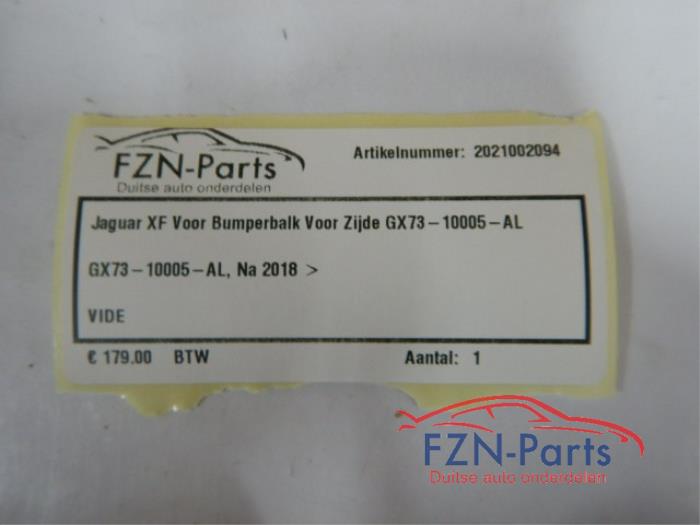 FZN-Parts
Duitse auto onderdelen
Artikelnummer: 2021002094
Jaguar XF Voor Bumperbalk Voor Zijde GX73-10005-AL
GX73-10005-AL, Na 2018 >
VIDE
€ 179.00 BTW
Aantal: 1
FZN-Parts
Duitse auto onderdelen